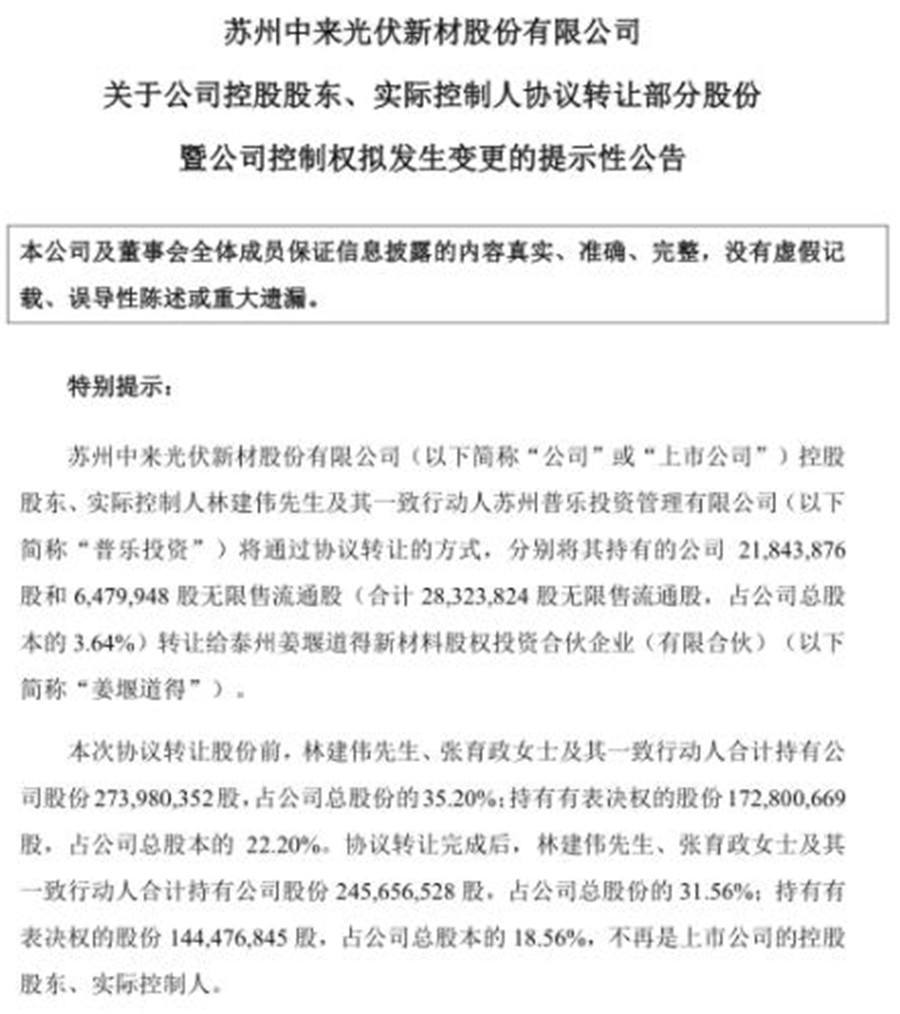 苏州中来光伏新材股份有限公司
关于公司控股股东、实际控制人协议转让部分股份
暨公司控制权拟发生变更的提示性公告
本公司及董事会全体成员保证信息披露的内容真实、准确、完整，没有虚假记
载、误导性陈述或重大遗漏。
特别提示：
苏州中来光伏新材股份有限公司（以下简称“公司”或“上市公司”）控股
股东、实际控制人林建伟先生及其一致行动人苏州普乐投资管理有限公司（以下
简称“普乐投资”）将通过协议转让的方式，分别将其持有的公司 21,843,876
股和 6,479,948 股无限售流通股（合计 28,323,824 股无限售流通股，占公司总股
本的 3.64%）转让给泰州姜堰道得新材料股权投资合伙企业（有限合伙）（以下
简称“姜堰道得”）。
本次协议转让股份前，林建伟先生、张育政女士及其一致行动人合计持有公
司股份 273,980,352 股，占公司总股份的 35.20%；持有有表决权的股份 172,800,669
股，占公司总股本的 22.20%。协议转让完成后，林建伟先生、张育政女士及其
一致行动人合计持有公司股份 245,656,528 股，占公司总股份的 31.56%；持有有
表决权的股份 144,476,845 股，占公司总股本的 18.56%，不再是上市公司的控股
股东、实际控制人。